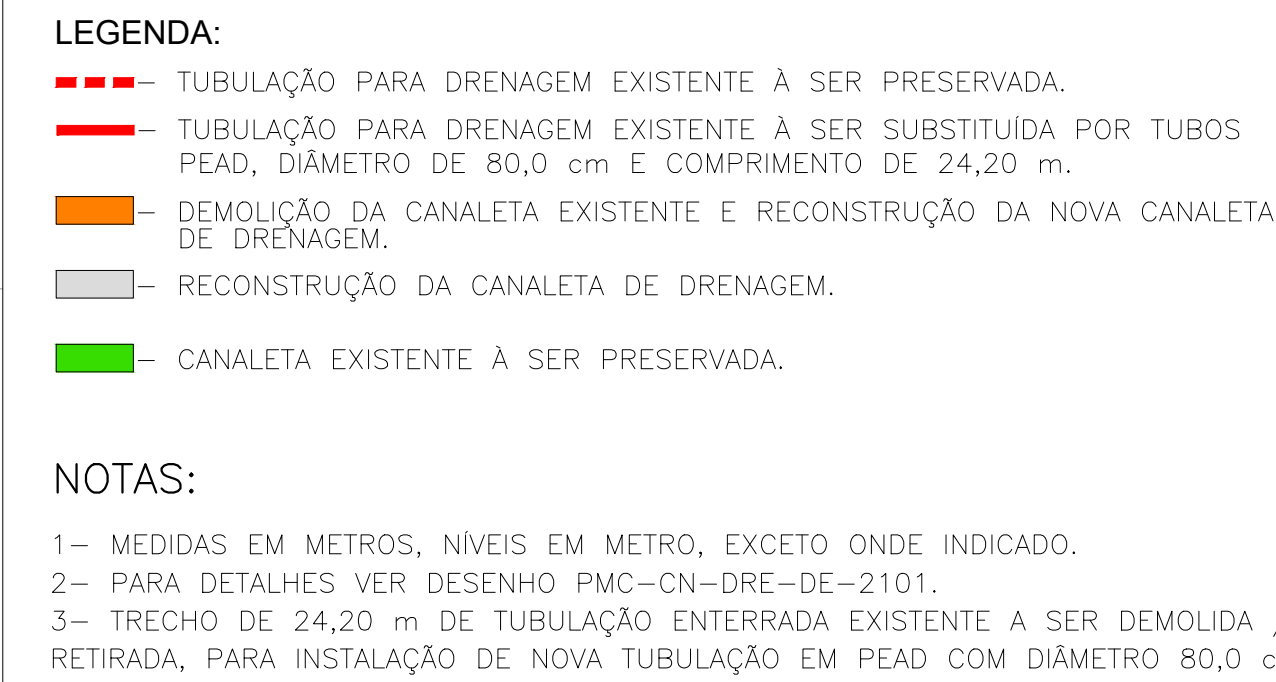 LEGENDA:
– TUBULAÇÃO PARA DRENAGEM EXISTENTE À SER PRESERVADA.
– TUBULAÇÃO PARA DRENAGEM EXISTENTE À SER SUBSTITUÍDA POR TUBOS
PEAD, DIÂMETRO DE 80,0 cm E COMPRIMENTO DE 24,20 m.
– DEMOLIÇÃO DA CANALETA EXISTENTE E RECONSTRUÇÃO DA NOVA CANALETA
DE DRENAGEM.
– RECONSTRUÇÃO DA CANALETA DE DRENAGEM.
– CANALETA EXISTENTE À SER PRESERVADA.
NOTAS:
1– MEDIDAS EM METROS, NÍVEIS EM METRO, EXCETO ONDE INDICADO.
2– PARA DETALHES VER DESENHO PMC–CN–DRE–DE–2101.
3– TRECHO DE 24,20 m DE TUBULAÇÃO ENTERRADA EXISTENTE A SER DEMOLIDA
RETIRADA, PARA INSTALAÇÃO DE NOVA TUBULAÇÃO EM PEAD COM DIÂMETRO 80,0 c